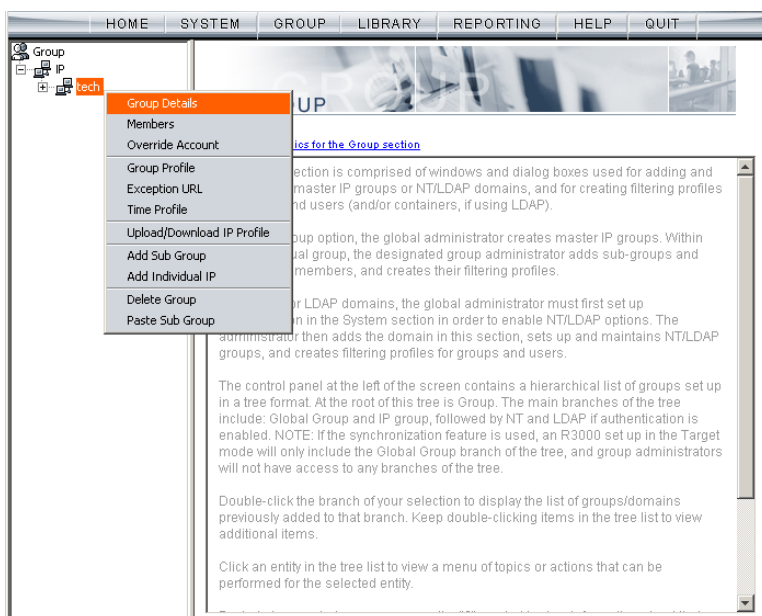 HOME SYSTEM GROUP LIBRARY REPORTING HELP QUIT
Group
IP
tech
Group Details
Members
Override Account
Group Profile
Exception URL
Time Profile
Upload/Download IP Profile
Add Sub Group
Add Individual IP
Delete Group
Paste Sub Group
GROUP
UP
ics for the Group section
ection is comprised of windows and dialog boxes used for adding and
master IP groups or NT/LDAP domains, and for creating filtering profiles
nd users (and/or containers, if using LDAP).
oup option, the global administrator creates master IP groups. Within
ual group, the designated group administrator adds sub-groups and
members, and creates their filtering profiles.
or LDAP domains, the global administrator must first set up
on in the System section in order to enable NT/LDAP options. The
administrator then adds the domain in this section, sets up and maintains NT/LDAP
groups, and creates filtering profiles for groups and users.
The control panel at the left of the screen contains a hierarchical list of groups set up
in a tree format. At the root of this tree is Group. The main branches of the tree
include: Global Group and IP group, followed by NT and LDAP if authentication is
enabled. NOTE: If the synchronization feature is used, an R3000 set up in the Target
mode will only include the Global Group branch of the tree, and group administrators
will not have access to any branches of the tree.
Double-click the branch of your selection to display the list of groups/domains
previously added to that branch. Keep double-clicking items in the tree list to view
additional items.
Click an entity in the tree list to view a menu of topics or actions that can be
performed for the selected entity.